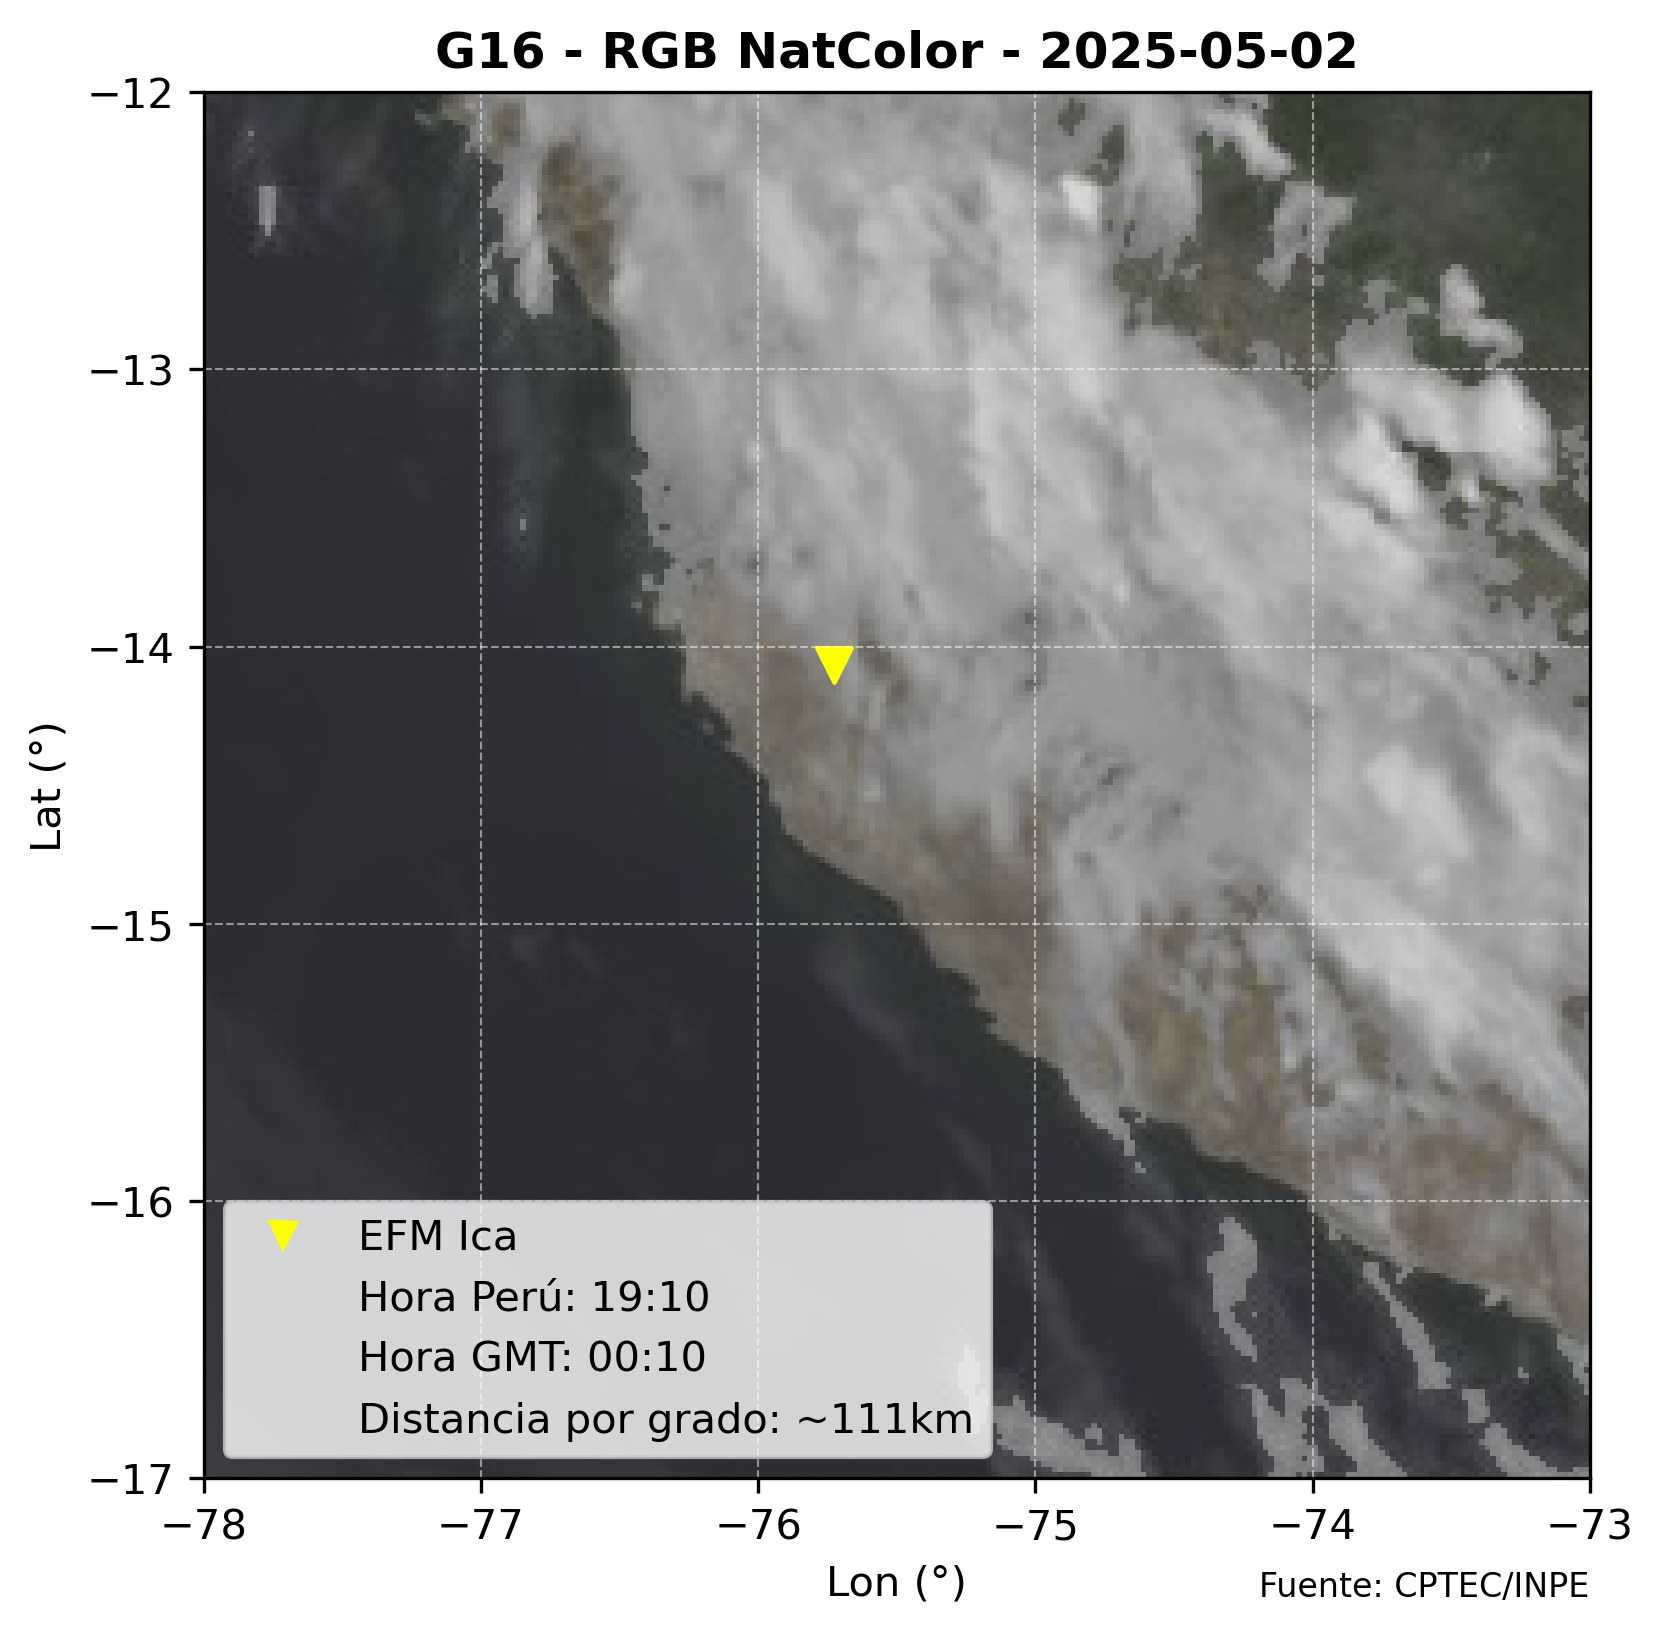 G16 - RGB NatColor - 2025-05-02
−12
−13
−14
−15
−16
−17
Lat (°)
EFM Ica
Hora Perú: 19:10
Hora GMT: 00:10
Distancia por grado: ~111km
−78 −77 −76 −75 −74 −73
Lon (°)
Fuente: CPTEC/INPE